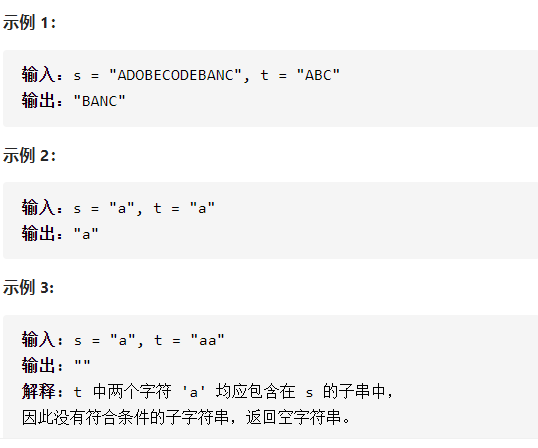 示例 1：
输入：s = "ADOBECODEBANC", t = "ABC"
输出："BANC"
示例 2：
输入：s = "a", t = "a"
输出："a"
示例 3:
输入：s = "a", t = "aa"
输出：""
解释：t 中两个字符 'a' 均应包含在 s 的子串中，
因此没有符合条件的子字符串，返回空字符串。